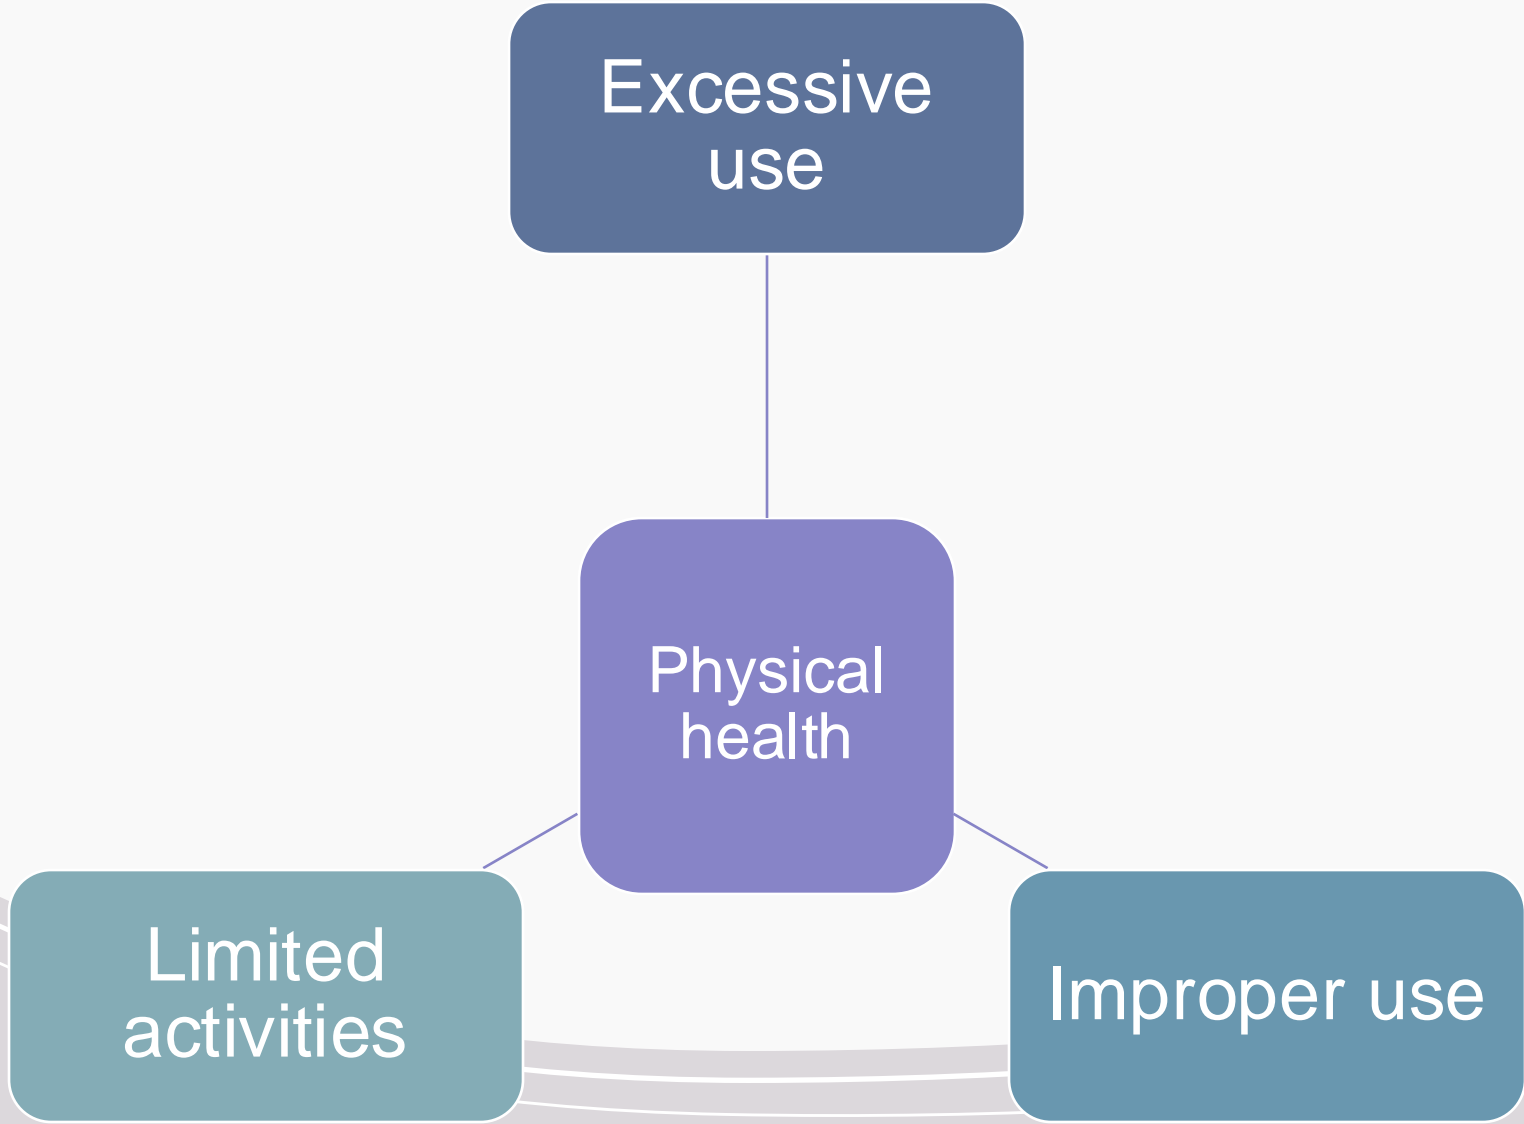 Excessive
use
Physical
health
Limited
activities
Improper use